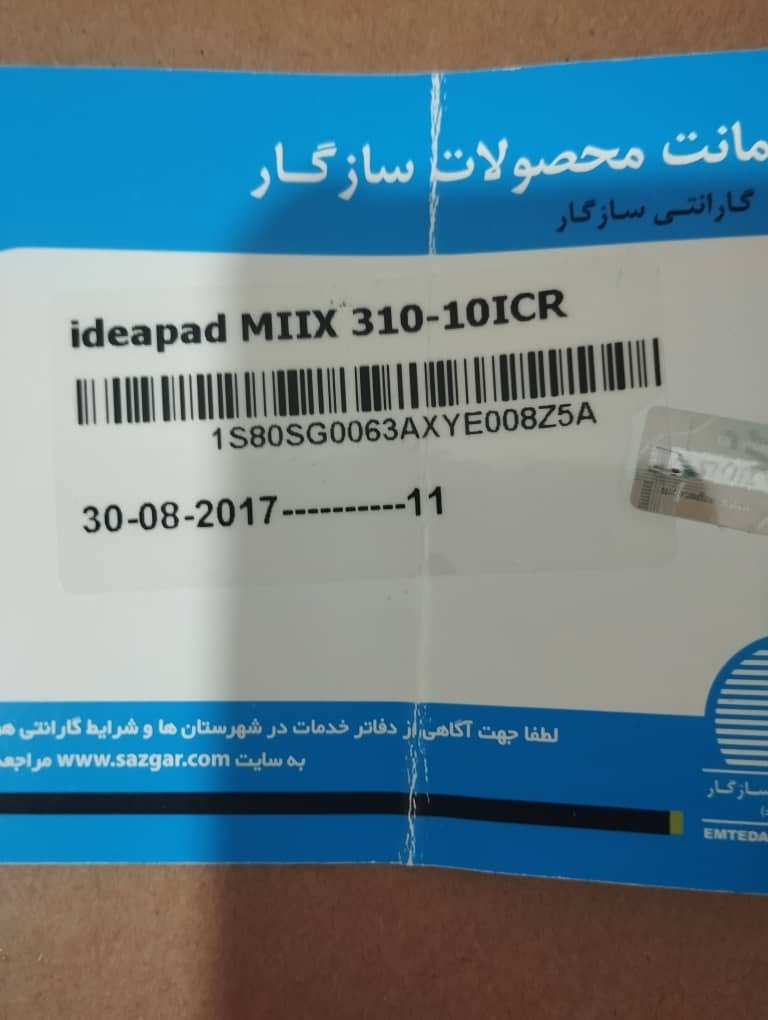 مانت محصولات سازگار
گارانتی سازگار
ideapad MIIX 310-10ICR
1S80SG0063AXYE008Z5A
30-08-2017----------11
لطفا جهت آگاهی از دفاتر خدمات در شهرستان ها و شرایط گارانتی
به سایت www.sazgar.com
سازگار
EMTEDA